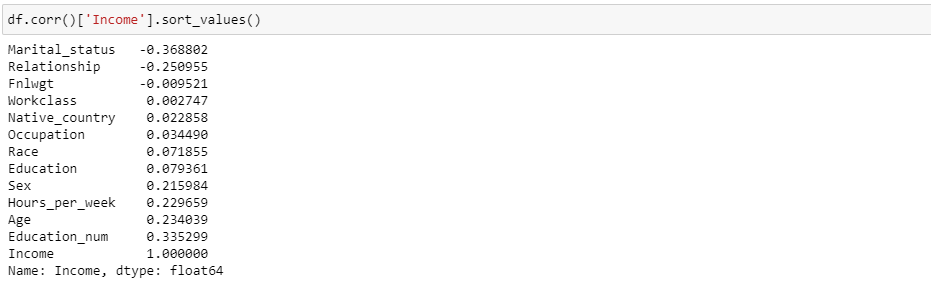 df.corr()['Income'].sort_values()
Marital_status   -0.368802
Relationship     -0.250955
Fnlwgt           -0.009521
Workclass         0.002747
Native_country    0.022858
Occupation        0.034490
Race              0.071855
Education         0.079361
Sex               0.215984
Hours_per_week    0.229659
Age               0.234039
Education_num     0.335299
Income            1.000000
Name: Income, dtype: float64